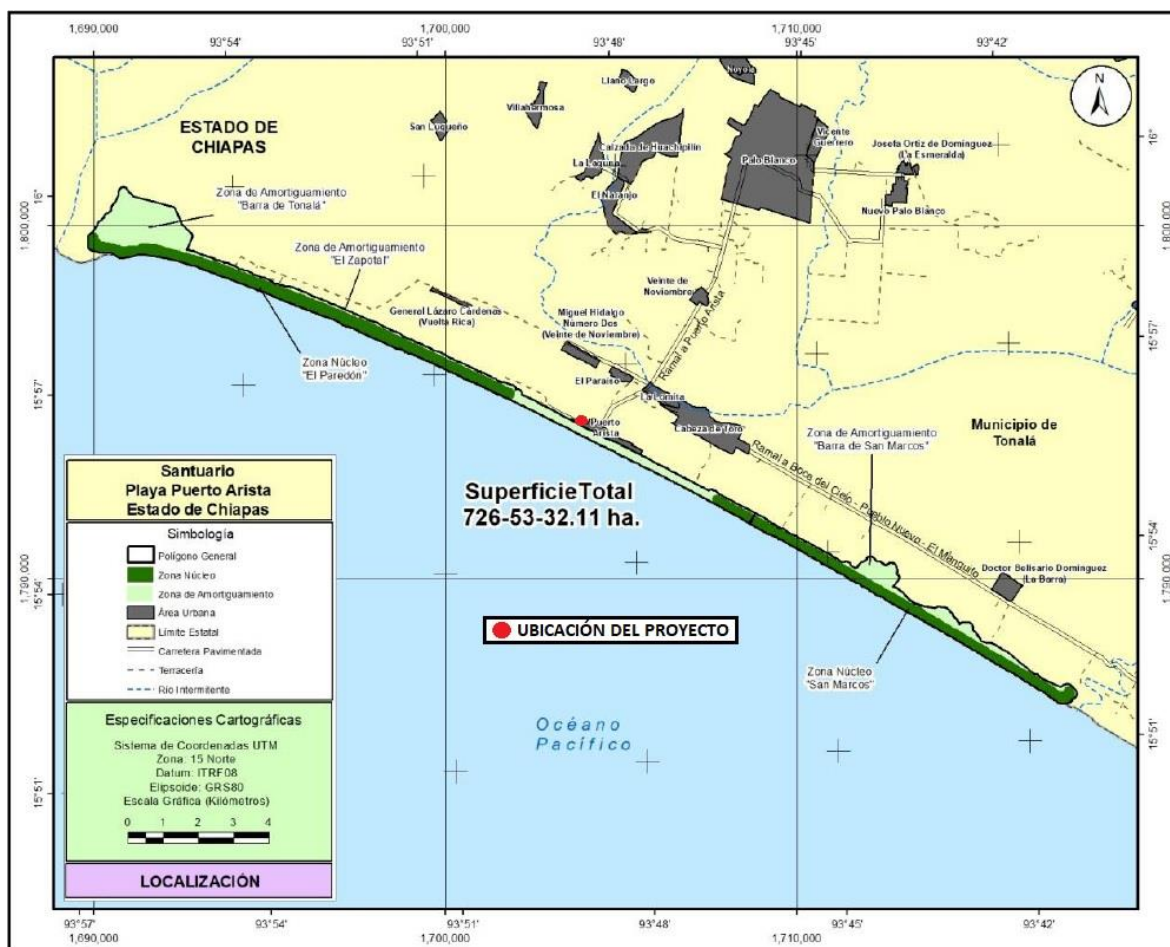 1,690,000
1,700,000
1,710,000
93°54'
93°51'
93°48'
93°45'
93°42'
N
ESTADO DE
CHIAPAS
San Luqueño
Villahermosa
Llano Largo
Noyola
Calzada de Huachipilín
La Laguna
El Naranjo
Palo Blanco
Vicente
Guerrero
Josefa Ortiz de Domínguez
(La Esmeralda)
Nuevo Palo Blanco
16°
16°
1,800,000
1,800,000
Zona de Amortiguamiento
"Barra de Tonalá"
Zona de Amortiguamiento
"El Zapotal"
General Lázaro Cárdenas
(Vuelta Rica)
Zona Núcleo
"El Paredón"
Veinte de
Noviembre
Miguel Hidalgo
Número Dos
(Veinte de Noviembre)
Ramal a Puerto Arista
El Paraíso
La Lomita
Cabeza de Toro
Puerto
Arista
15°57'
15°57'
Zona de Amortiguamiento
"Barra de San Marcos"
Municipio de
Tonalá
Ramal a Boca del Cielo - Pueblo Nuevo - El Manguito
Doctor Belisario Domínguez
(La Barra)
Zona Núcleo
"San Marcos"
15°54'
15°54'
1,790,000
1,790,000
15°51'
15°51'
SuperficieTotal
726-53-32.11 ha.
UBICACIÓN DEL PROYECTO
Océano
Pacífico
Santuario
Playa Puerto Arista
Estado de Chiapas
Simbología
Polígono General
Zona Núcleo
Zona de Amortiguamiento
Área Urbana
Límite Estatal
Carretera Pavimentada
Terracería
Río Intermitente
Especificaciones Cartográficas
Sistema de Coordenadas UTM
Zona: 15 Norte
Datum: ITRF08
Elipsoide: GRS80
Escala Gráfica (Kilómetros)
0 1 2 3 4
LOCALIZACIÓN
93°57'
93°54'
93°51'
93°48'
93°45'
93°42'
1,690,000
1,700,000
1,710,000